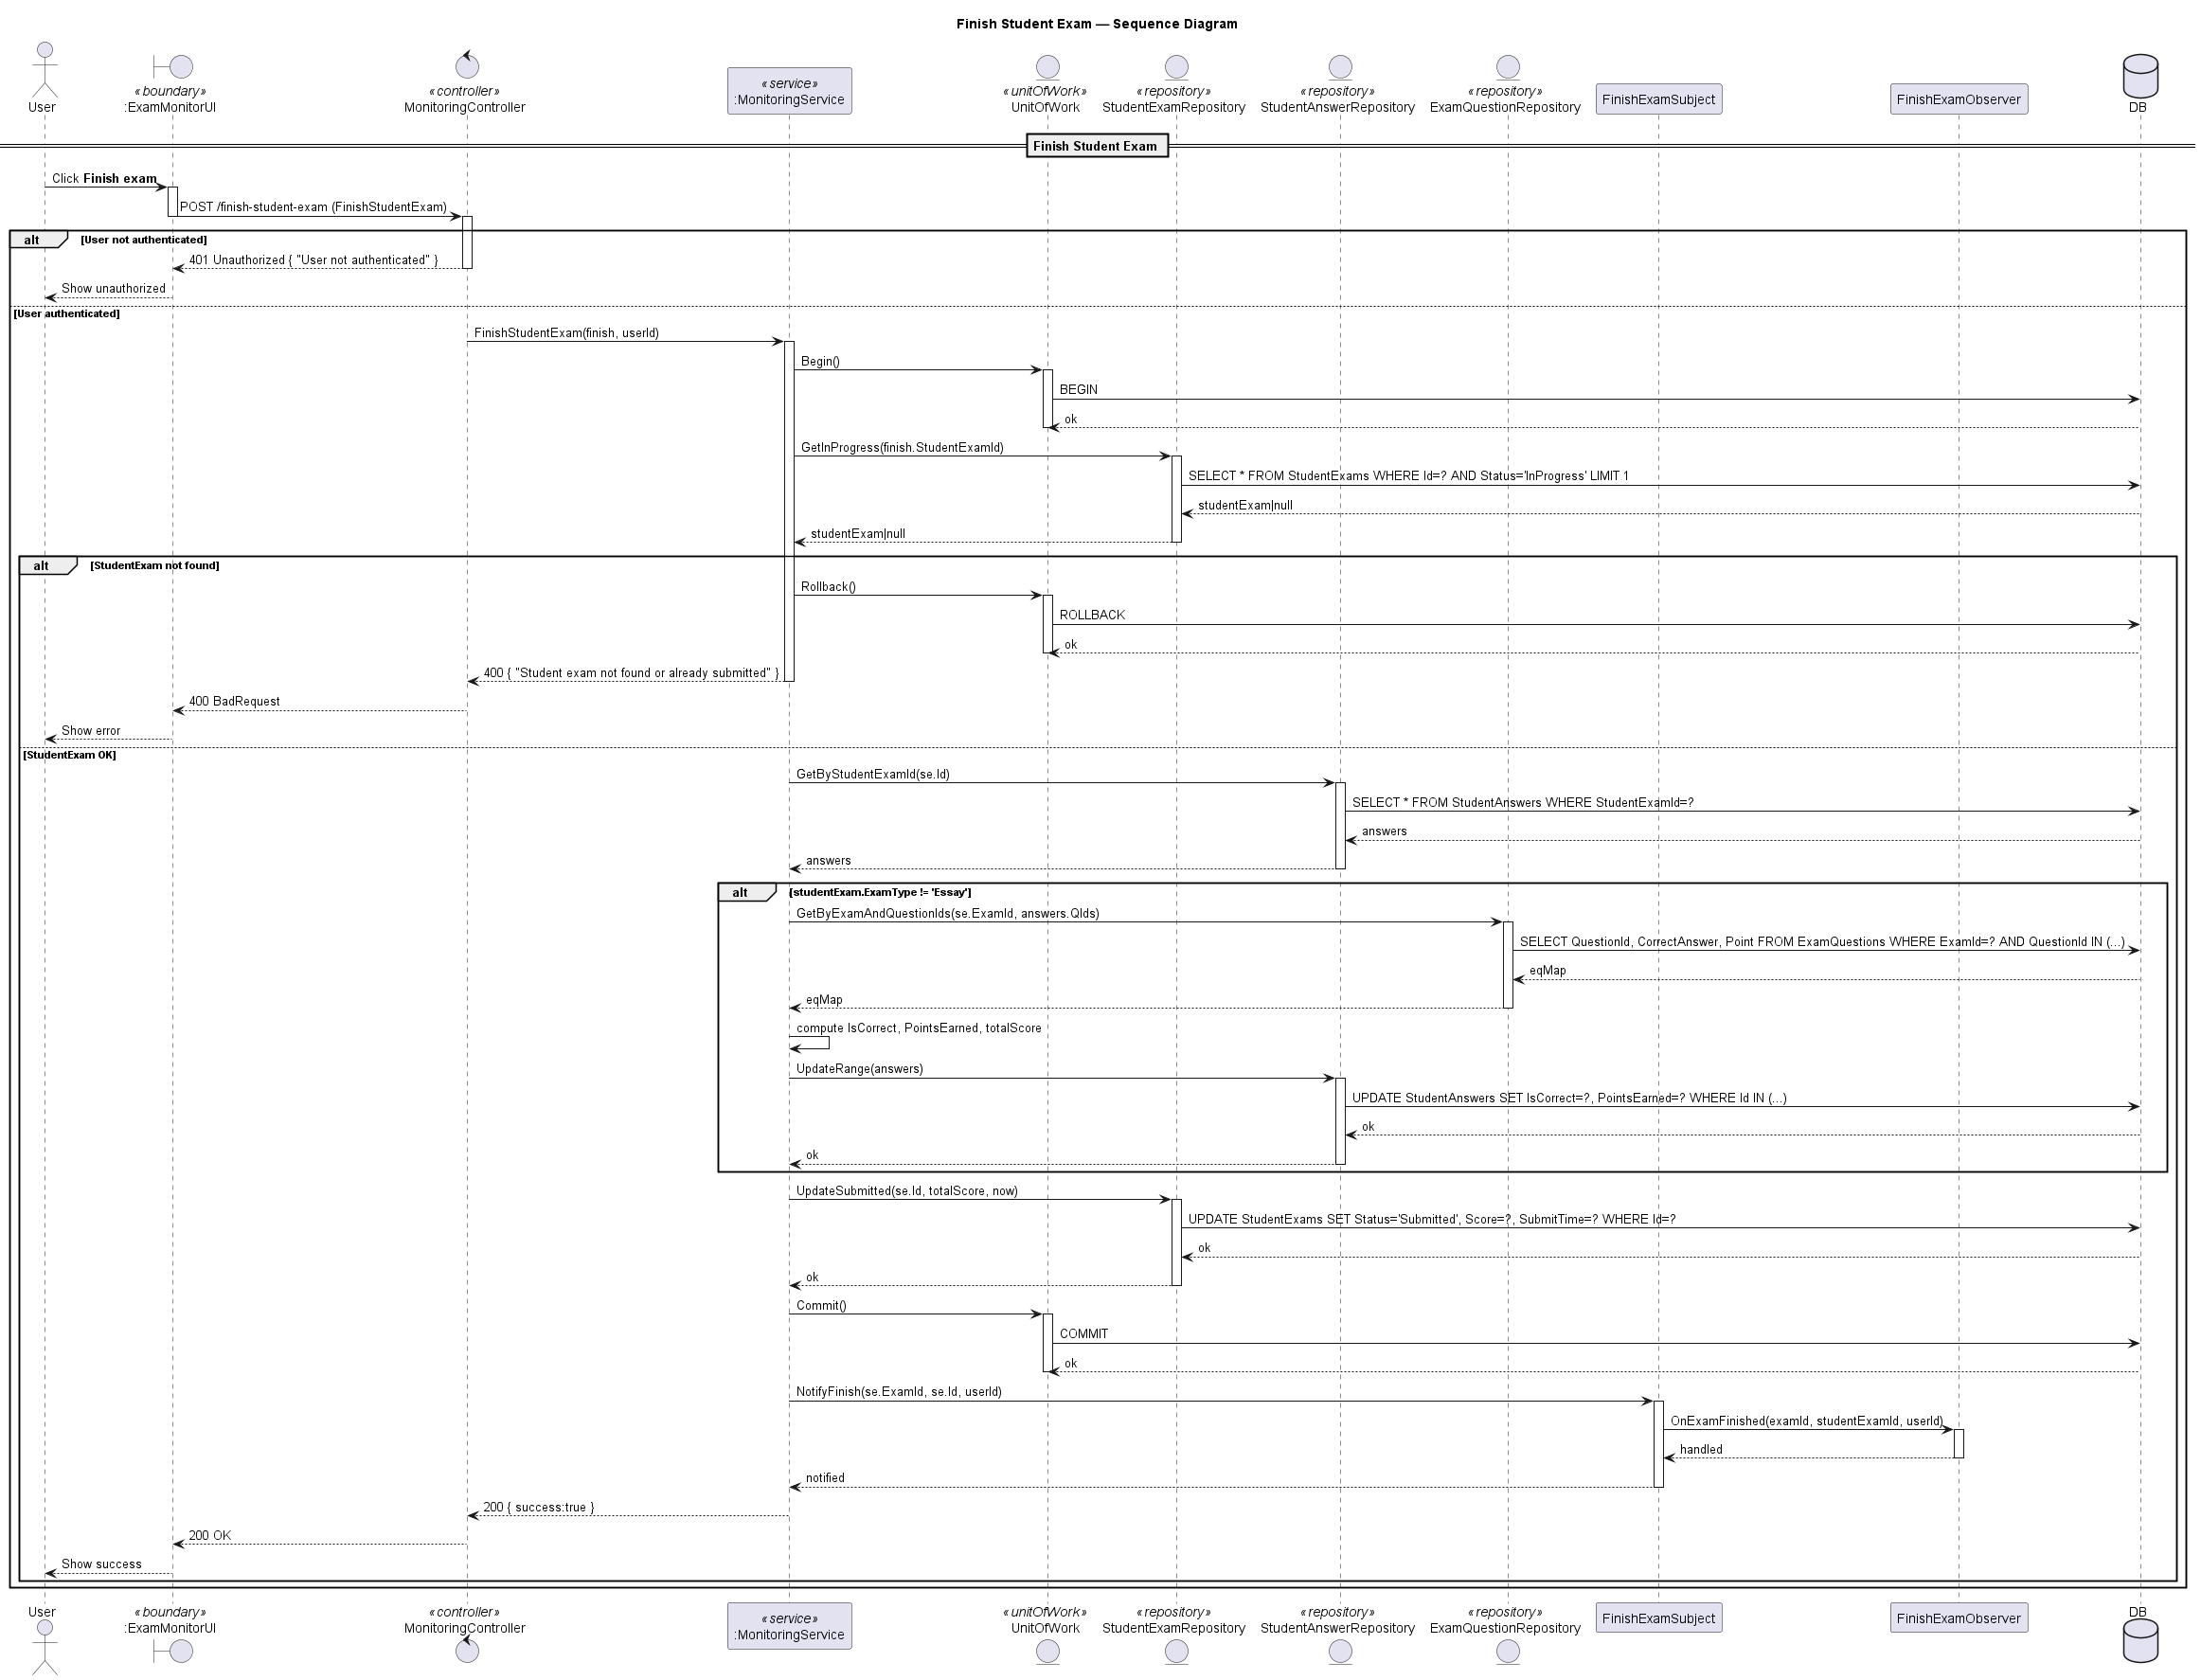 Finish Student Exam — Sequence Diagram
User
«boundary»
:ExamMonitorUI
«controller»
MonitoringController
«service»
:MonitoringService
«unitOfWork»
UnitOfWork
«repository»
StudentExamRepository
«repository»
StudentAnswerRepository
«repository»
ExamQuestionRepository
FinishExamSubject
FinishExamObserver
DB
Finish Student Exam
Click Finish exam
POST /finish-student-exam (FinishStudentExam)
alt [User not authenticated]
401 Unauthorized { "User not authenticated" }
Show unauthorized
[User authenticated]
FinishStudentExam(finish, userId)
Begin()
BEGIN
ok
GetInProgress(finish.StudentExamId)
SELECT * FROM StudentExams WHERE Id=? AND Status='InProgress' LIMIT 1
studentExam|null
studentExam|null
alt [StudentExam not found]
Rollback()
ROLLBACK
ok
400 { "Student exam not found or already submitted" }
400 BadRequest
Show error
[StudentExam OK]
GetByStudentExamId(se.Id)
SELECT * FROM StudentAnswers WHERE StudentExamId=?
answers
answers
alt [studentExam.ExamType != 'Essay']
GetByExamAndQuestionIds(se.ExamId, answers.QIds)
SELECT QuestionId, CorrectAnswer, Point FROM ExamQuestions WHERE ExamId=? AND QuestionId IN (...)
eqMap
eqMap
compute IsCorrect, PointsEarned, totalScore
UpdateRange(answers)
UPDATE StudentAnswers SET IsCorrect=?, PointsEarned=? WHERE Id IN (...)
ok
ok
UpdateSubmitted(se.Id, totalScore, now)
UPDATE StudentExams SET Status='Submitted', Score=?, SubmitTime=? WHERE Id=?
ok
ok
Commit()
COMMIT
ok
NotifyFinish(se.ExamId, se.Id, userId)
OnExamFinished(examId, studentExamId, userId)
handled
notified
200 { success:true }
200 OK
Show success
User
«boundary»
:ExamMonitorUI
«controller»
MonitoringController
«service»
:MonitoringService
«unitOfWork»
UnitOfWork
«repository»
StudentExamRepository
«repository»
StudentAnswerRepository
«repository»
ExamQuestionRepository
FinishExamSubject
FinishExamObserver
DB